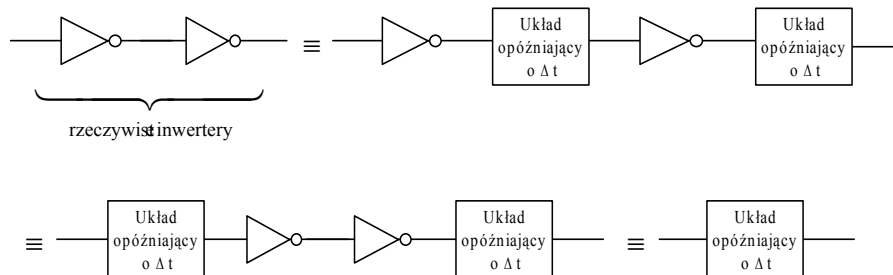 Układ
opóźniający
o Δ t
Układ
opóźniający
o Δ t
≡
rzeczywiste inwertery
≡
Układ
opóźniający
o Δ t
Układ
opóźniający
o Δ t
≡
Układ
opóźniający
o Δ t